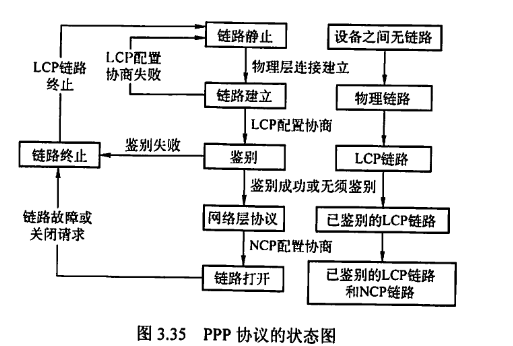 链路静止
设备之间无链路
LCP配置
协商失败
物理层连接建立
LCP链路
终止
链路建立
物理链路
LCP配置协商
鉴别失败
链路终止
鉴别
LCP链路
鉴别成功或无须鉴别
链路故障或
关闭请求
网络层协议
已鉴别的LCP链路
NCP配置协商
链路打开
已鉴别的LCP链路
和NCP链路
图 3.35 PPP 协议的状态图